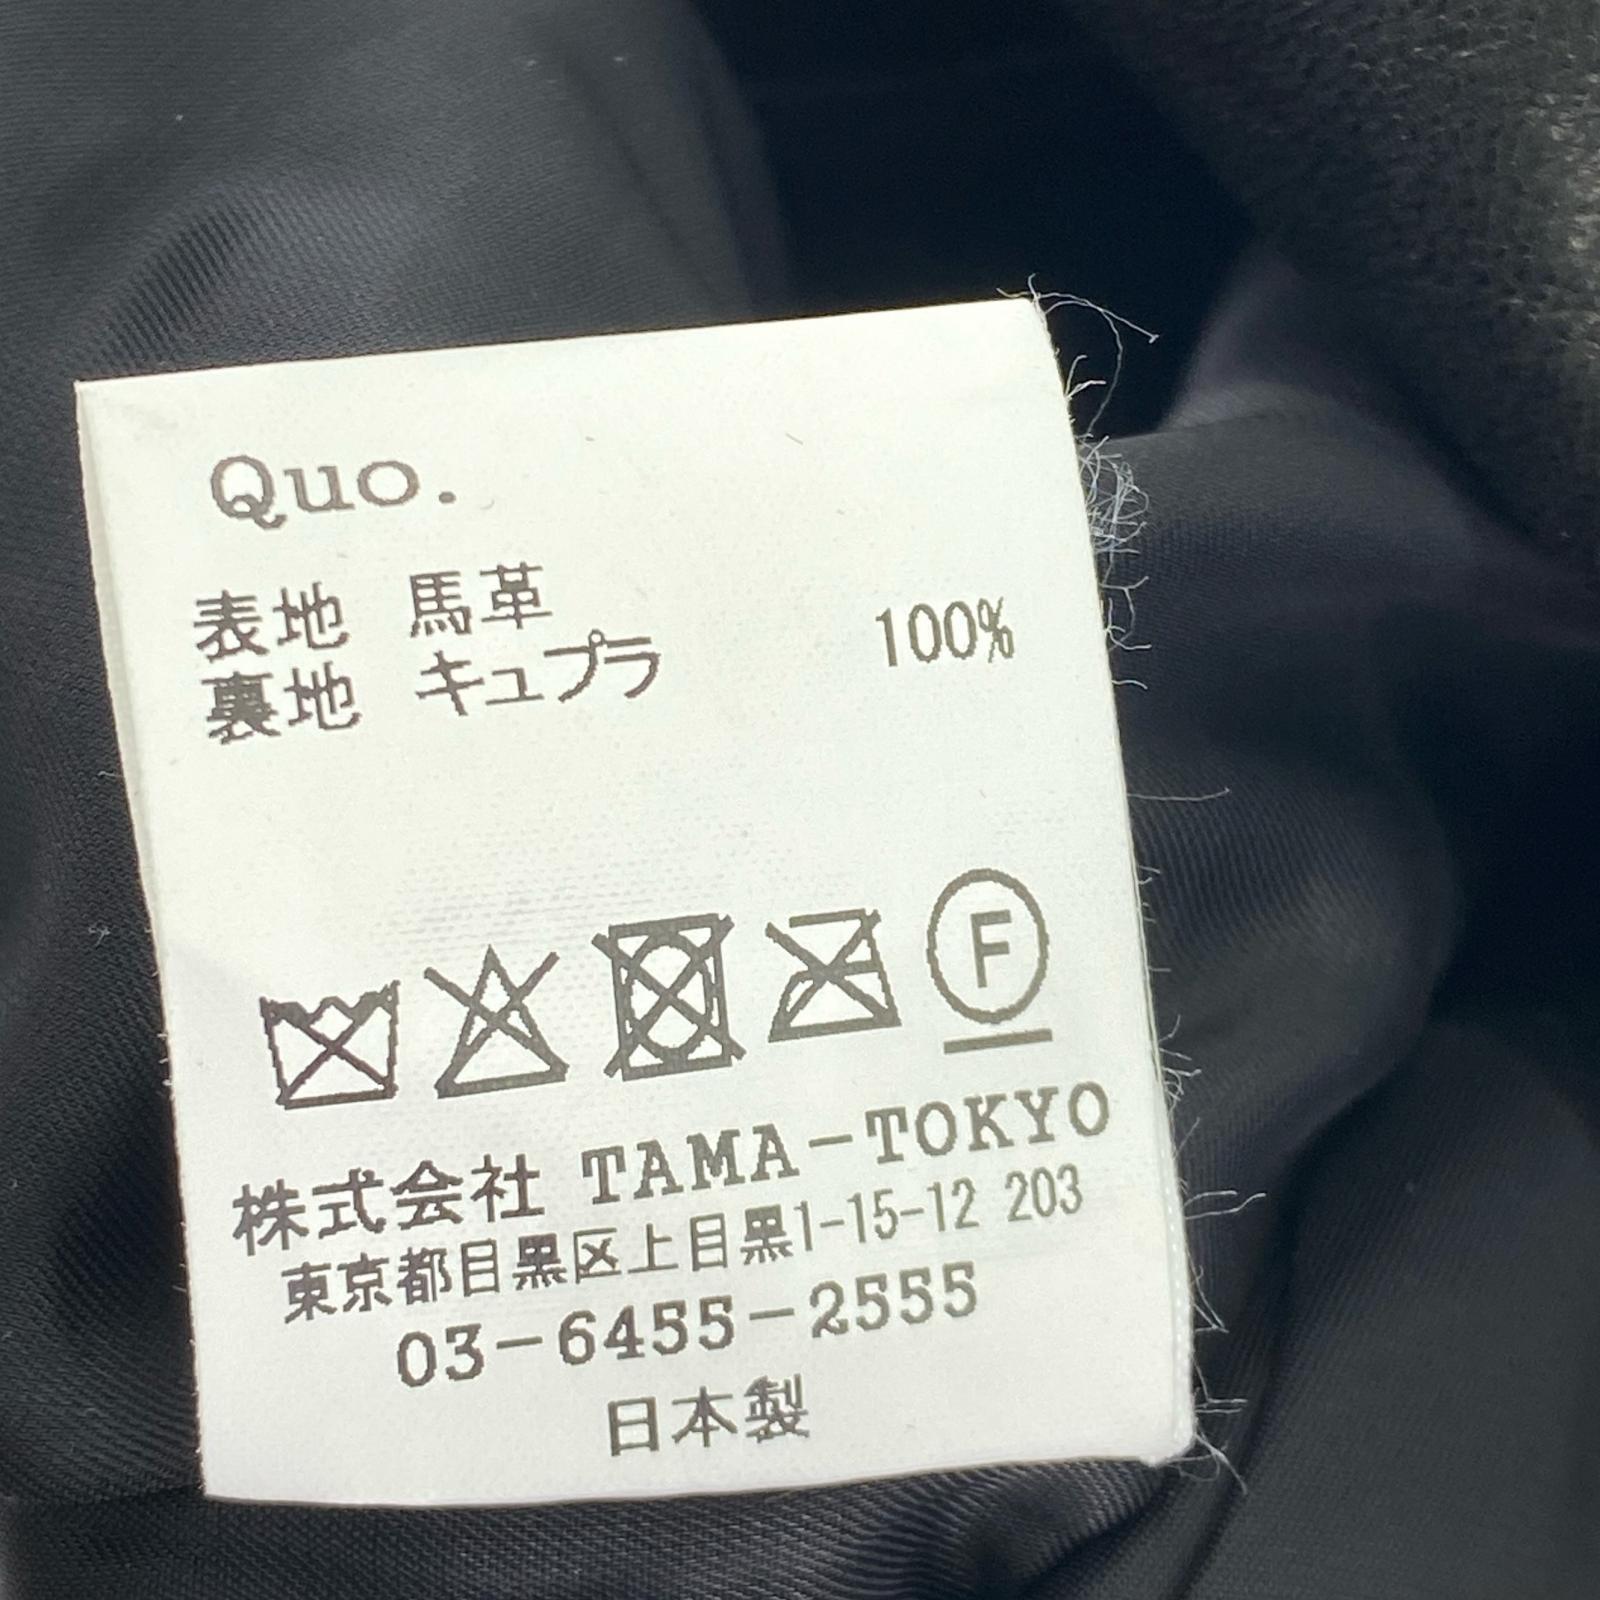 Quo.
表地 馬革
裏地 キュプラ 100%
F
株式会社 TAMA-TOKYO
東京都目黒区上目黒1-15-12 203
03-6455-2555
日本製